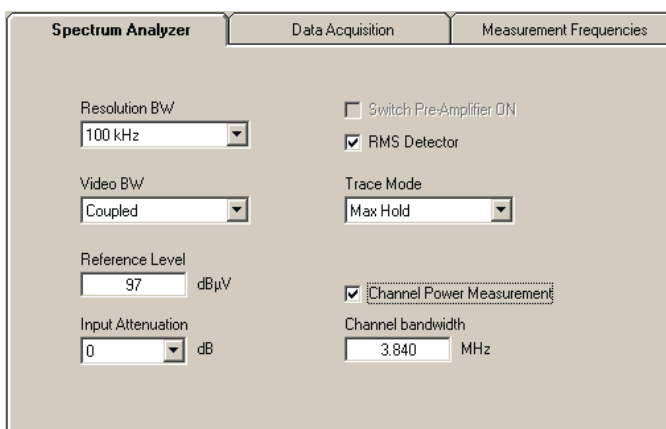 Spectrum Analyzer
Data Acquisition
Measurement Frequencies
Resolution BW
100 kHz
Switch Pre-Amplifier ON
RMS Detector
Video BW
Coupled
Trace Mode
Max Hold
Reference Level
97 dBµV
Channel Power Measurement
Input Attenuation
0 dB
Channel bandwidth
3.840 MHz